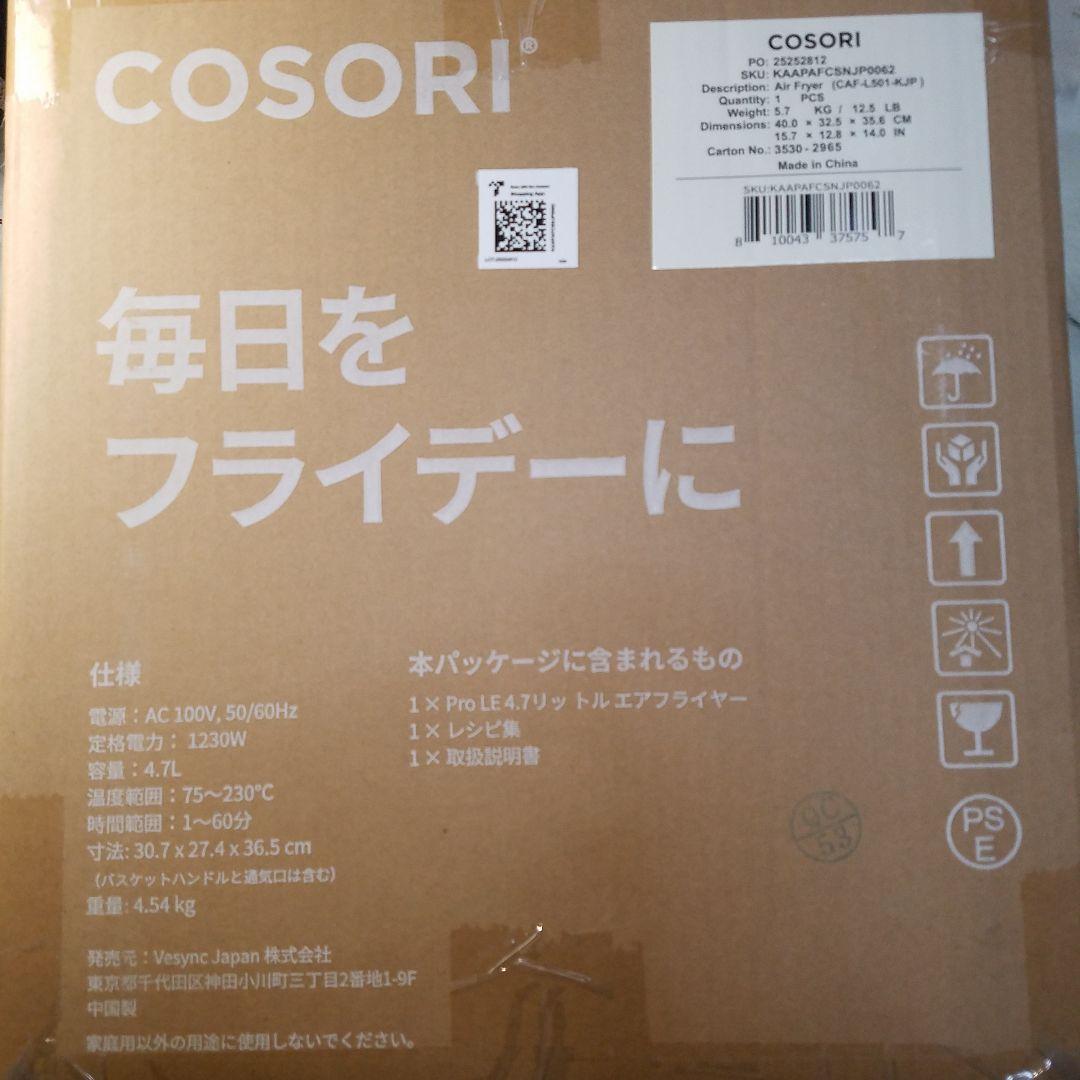 COSORI®
COSORI
PO: 25252812
SKU: KAAPAFCSNJP0062
Description: Air Fryer (CAF-L501-KJP)
Quantity: 1 PCS
Weight: 5.7 KG / 12.5 LB
Dimensions: 40.0 × 32.5 × 35.6 CM
15.7 × 12.8 × 14.0 IN
Carton No.: 3530 - 2965
Made in China
SKU:KAAPAFCSNJP0062
8 10043 37575 7
毎日を
フライデーに
仕様
電源：AC 100V, 50/60Hz
定格電力： 1230W
容量：4.7L
温度範囲：75～230°C
時間範囲：1～60分
寸法: 30.7 x 27.4 x 36.5 cm
（バスケットハンドルと通気口は含む）
重量: 4.54 kg
本パッケージに含まれるもの
1 × Pro LE 4.7リットル エアフライヤー
1 × レシピ集
1 × 取扱説明書
PS
E
発売元：Vesync Japan 株式会社
東京都千代田区神田小川町三丁目2番地1-9F
中国製
家庭用以外の用途に使用しないでください。